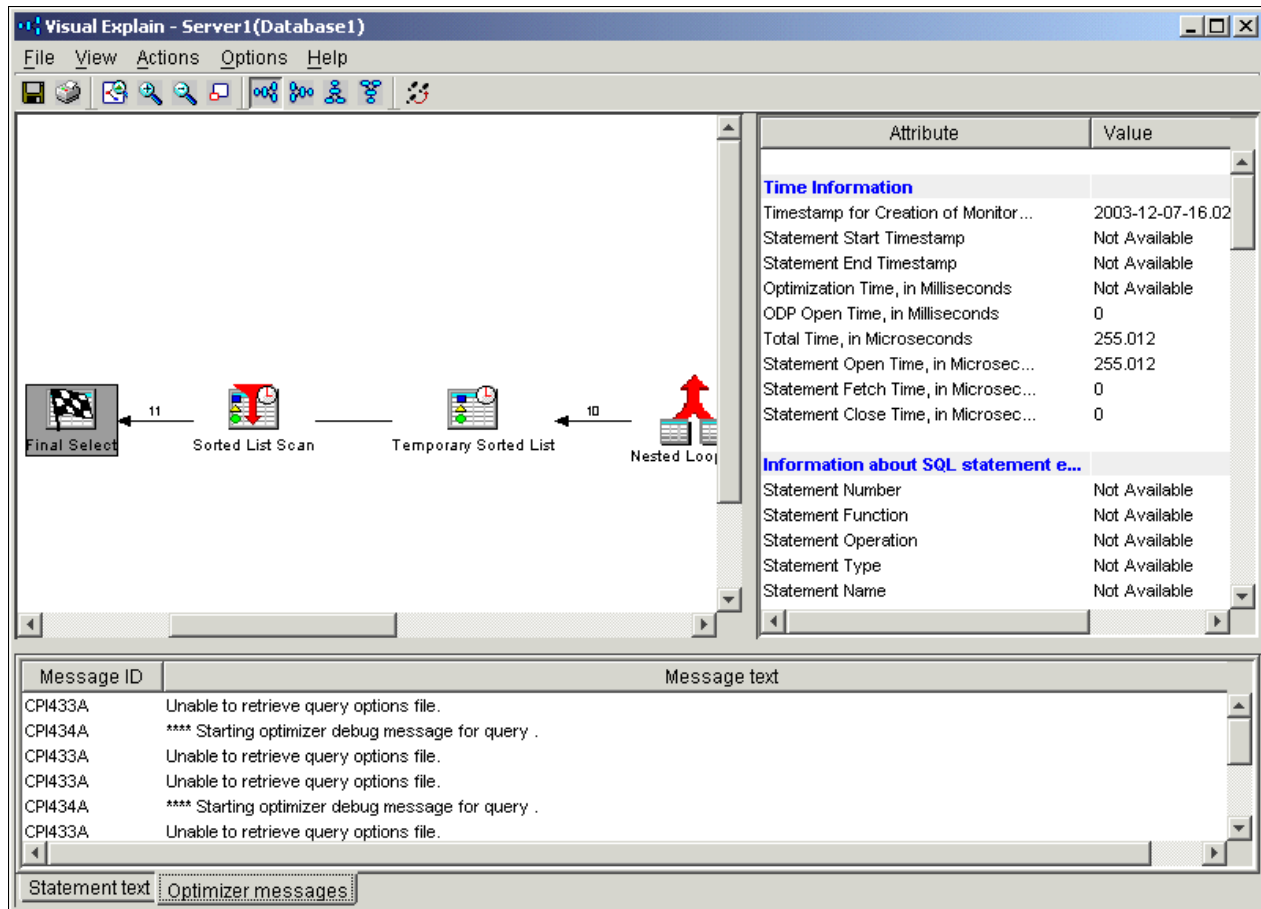 Visual Explain - Server1(Database1)
File View Actions Options Help
11
10
Final Select
Sorted List Scan
Temporary Sorted List
Nested Loop
Attribute Value
Time Information
Timestamp for Creation of Monitor... 2003-12-07-16.02
Statement Start Timestamp Not Available
Statement End Timestamp Not Available
Optimization Time, in Milliseconds Not Available
ODP Open Time, in Milliseconds 0
Total Time, in Microseconds 255.012
Statement Open Time, in Microsec... 255.012
Statement Fetch Time, in Microsec... 0
Statement Close Time, in Microsec... 0
Information about SQL statement e...
Statement Number Not Available
Statement Function Not Available
Statement Operation Not Available
Statement Type Not Available
Statement Name Not Available
Message ID Message text
CPI433A Unable to retrieve query options file.
CPI434A **** Starting optimizer debug message for query .
CPI433A Unable to retrieve query options file.
CPI433A Unable to retrieve query options file.
CPI434A **** Starting optimizer debug message for query .
CPI433A Unable to retrieve query options file.
Statement text Optimizer messages